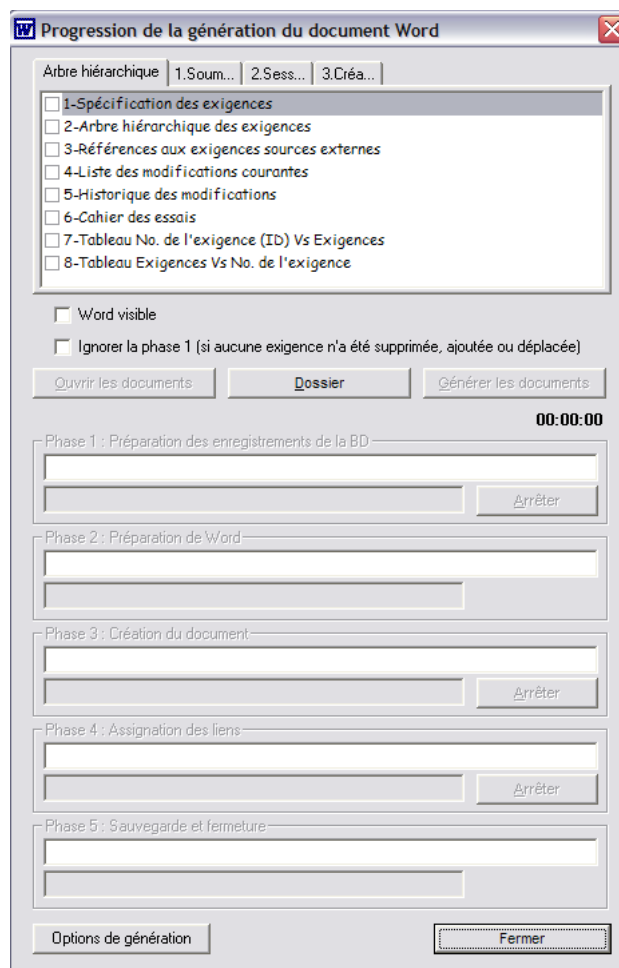 Progression de la génération du document Word
Arbre hiérarchique 1.Soum... 2.Sess... 3.Créa...
1-Spécification des exigences
2-Arbre hiérarchique des exigences
3-Références aux exigences sources externes
4-Liste des modifications courantes
5-Historique des modifications
6-Cahier des essais
7-Tableau No. de l'exigence (ID) Vs Exigences
8-Tableau Exigences Vs No. de l'exigence
Word visible
Ignorer la phase 1 (si aucune exigence n'a été supprimée, ajoutée ou déplacée)
Ouvrir les documents Dossier Générer les documents
00:00:00
Phase 1 : Préparation des enregistrements de la BD
Arrêter
Phase 2 : Préparation de Word
Phase 3 : Création du document
Arrêter
Phase 4 : Assignation des liens
Arrêter
Phase 5 : Sauvegarde et fermeture
Options de génération Fermer